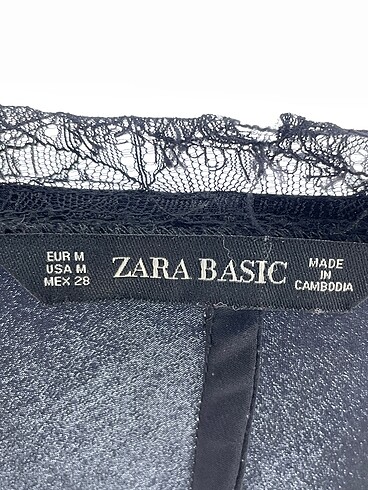 EUR M
USA M
MEX 28
ZARA BASIC
MADE
IN
CAMBODIA